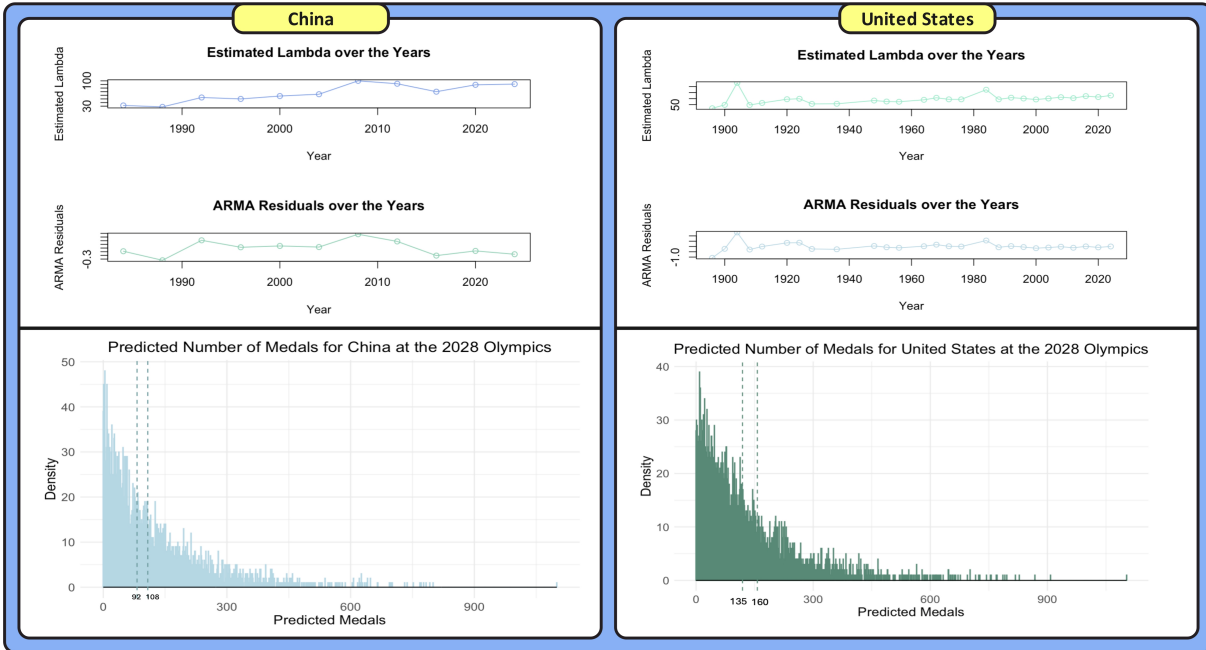 China
Estimated Lambda over the Years
Estimated Lambda
100
30
1990 2000 2010 2020
Year
ARMA Residuals over the Years
ARMA Residuals
-0.3
1990 2000 2010 2020
Year
Predicted Number of Medals for China at the 2028 Olympics
Density
50
40
30
20
10
0
0 300 600 900
92 108
Predicted Medals
United States
Estimated Lambda over the Years
Estimated Lambda
50
1900 1920 1940 1960 1980 2000 2020
Year
ARMA Residuals over the Years
ARMA Residuals
-1.0
1900 1920 1940 1960 1980 2000 2020
Year
Predicted Number of Medals for United States at the 2028 Olympics
Density
40
30
20
10
0
0 300 600 900
135 160
Predicted Medals